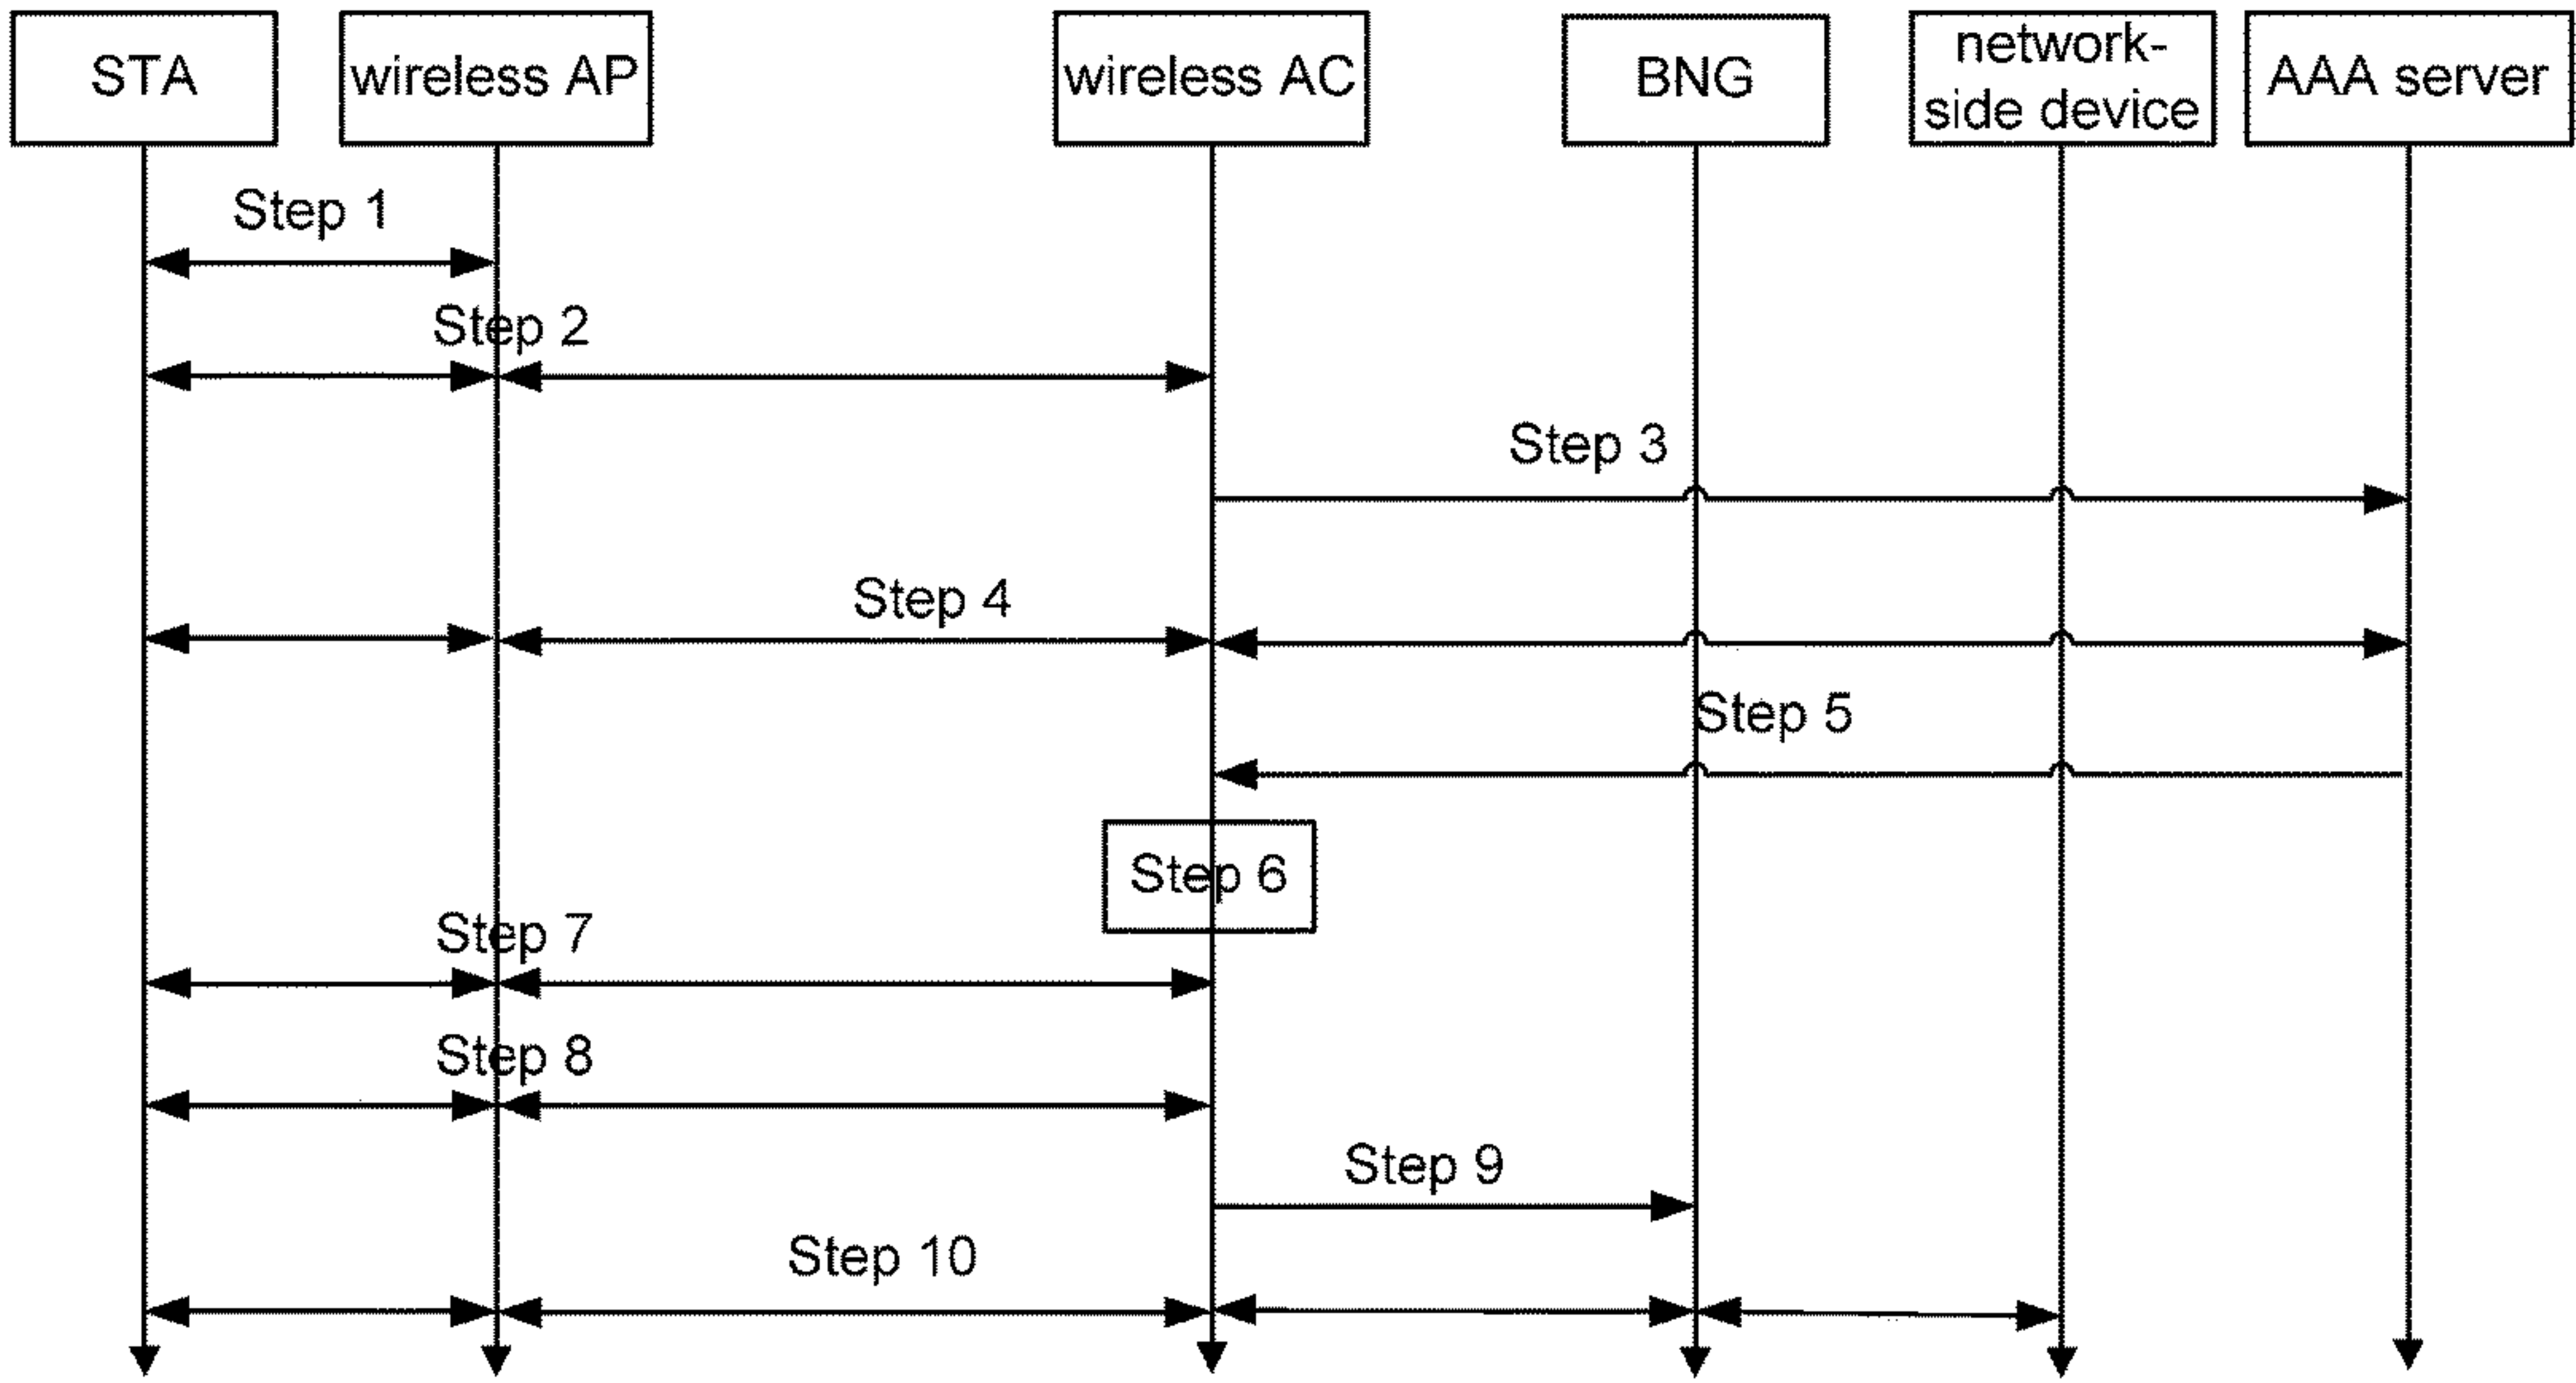 STA
wireless AP
wireless AC
BNG
network-
side device
AAA server
Step 1
Step 2
Step 3
Step 4
Step 5
Step 6
Step 7
Step 8
Step 9
Step 10